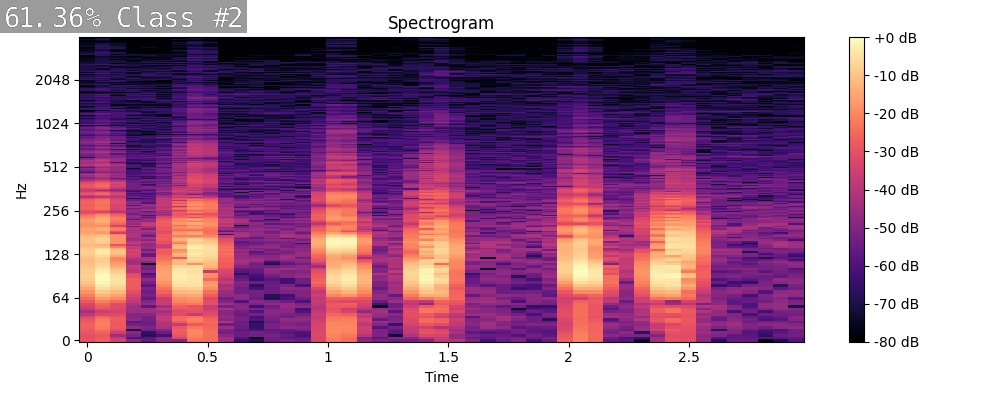 61.36% Class #2
Spectrogram
Hz
2048
1024
512
256
128
64
0
0
0.5
1
1.5
2
2.5
Time
+0 dB
-10 dB
-20 dB
-30 dB
-40 dB
-50 dB
-60 dB
-70 dB
-80 dB